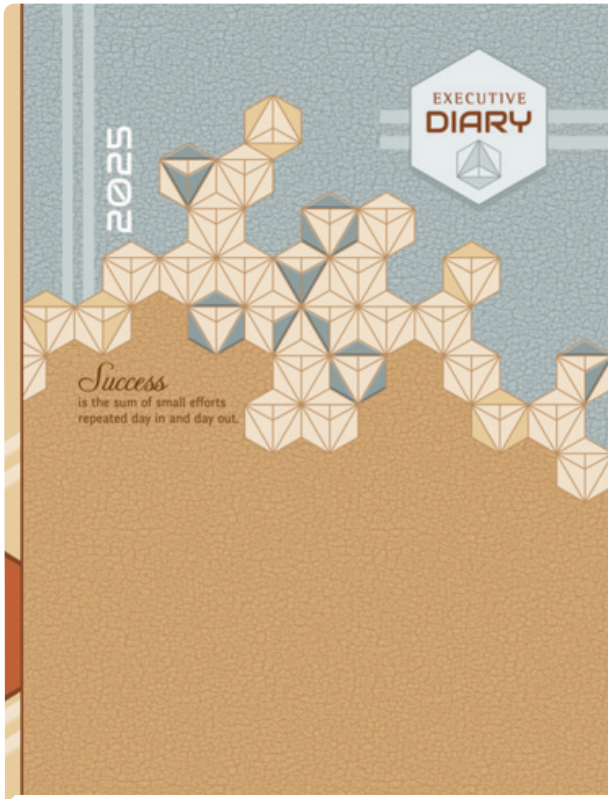 EXECUTIVE
DIARY
2025
Success
is the sum of small efforts
repeated day in and day out.